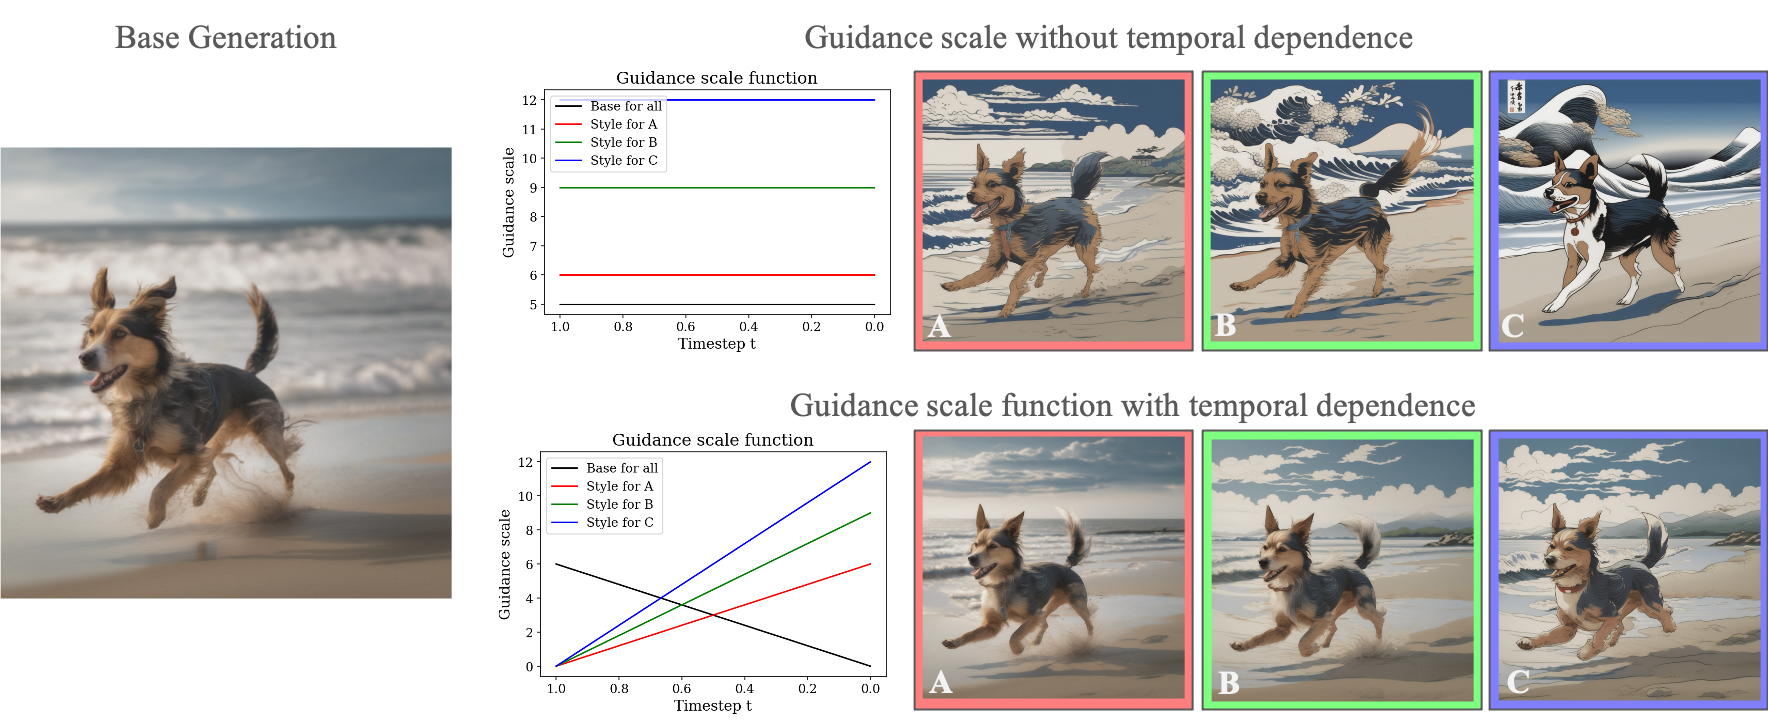 Base Generation
Guidance scale without temporal dependence
Guidance scale function
Guidance scale
12
11
10
9
8
7
6
5
Base for all
Style for A
Style for B
Style for C
1.0 0.8 0.6 0.4 0.2 0.0
Timestep t
A
B
C
Guidance scale function with temporal dependence
Guidance scale function
Guidance scale
12
10
8
6
4
2
0
Base for all
Style for A
Style for B
Style for C
1.0 0.8 0.6 0.4 0.2 0.0
Timestep t
A
B
C